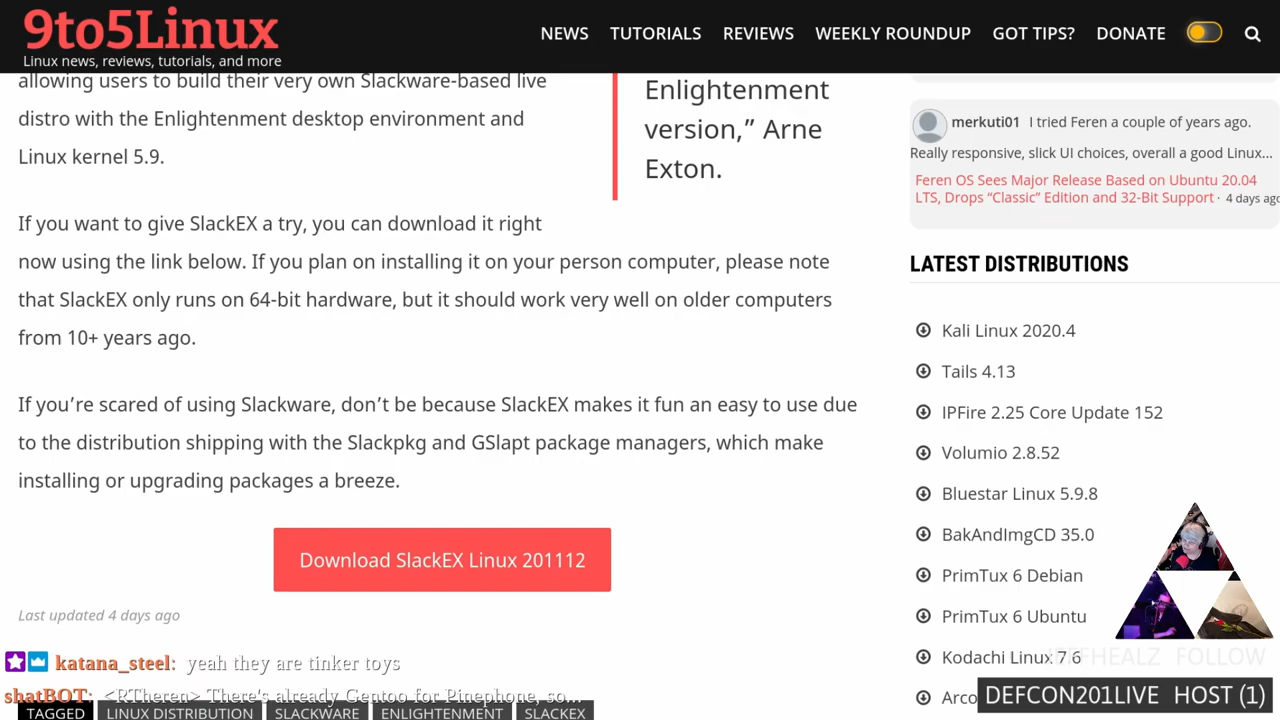 9to5Linux
Linux news, reviews, tutorials, and more
NEWS TUTORIALS REVIEWS WEEKLY ROUNDUP GOT TIPS? DONATE
allowing users to build their very own Slackware-based live
distro with the Enlightenment desktop environment and
Linux kernel 5.9.
Enlightenment
version,” Arne
Exton.
If you want to give SlackEX a try, you can download it right
now using the link below. If you plan on installing it on your person computer, please note
that SlackEX only runs on 64-bit hardware, but it should work very well on older computers
from 10+ years ago.
If you’re scared of using Slackware, don’t be because SlackEX makes it fun an easy to use due
to the distribution shipping with the Slackpkg and GSlapt package managers, which make
installing or upgrading packages a breeze.
Download SlackEX Linux 201112
Last updated 4 days ago
katana_steel: yeah they are tinker toys
shatBOT: <RTheren> There's already Gentoo for Pinephone, so...
TAGGED LINUX DISTRIBUTION SLACKWARE ENLIGHTENMENT SLACKEX
merkuti01 I tried Feren a couple of years ago.
Really responsive, slick UI choices, overall a good Linux...
Feren OS Sees Major Release Based on Ubuntu 20.04
LTS, Drops “Classic” Edition and 32-Bit Support · 4 days ago
LATEST DISTRIBUTIONS
Kali Linux 2020.4
Tails 4.13
IPFire 2.25 Core Update 152
Volumio 2.8.52
Bluestar Linux 5.9.8
BakAndImgCD 35.0
PrimTux 6 Debian
PrimTux 6 Ubuntu
Kodachi Linux 7.6
FOLLOW
Arco
DEFCON201LIVE HOST (1)